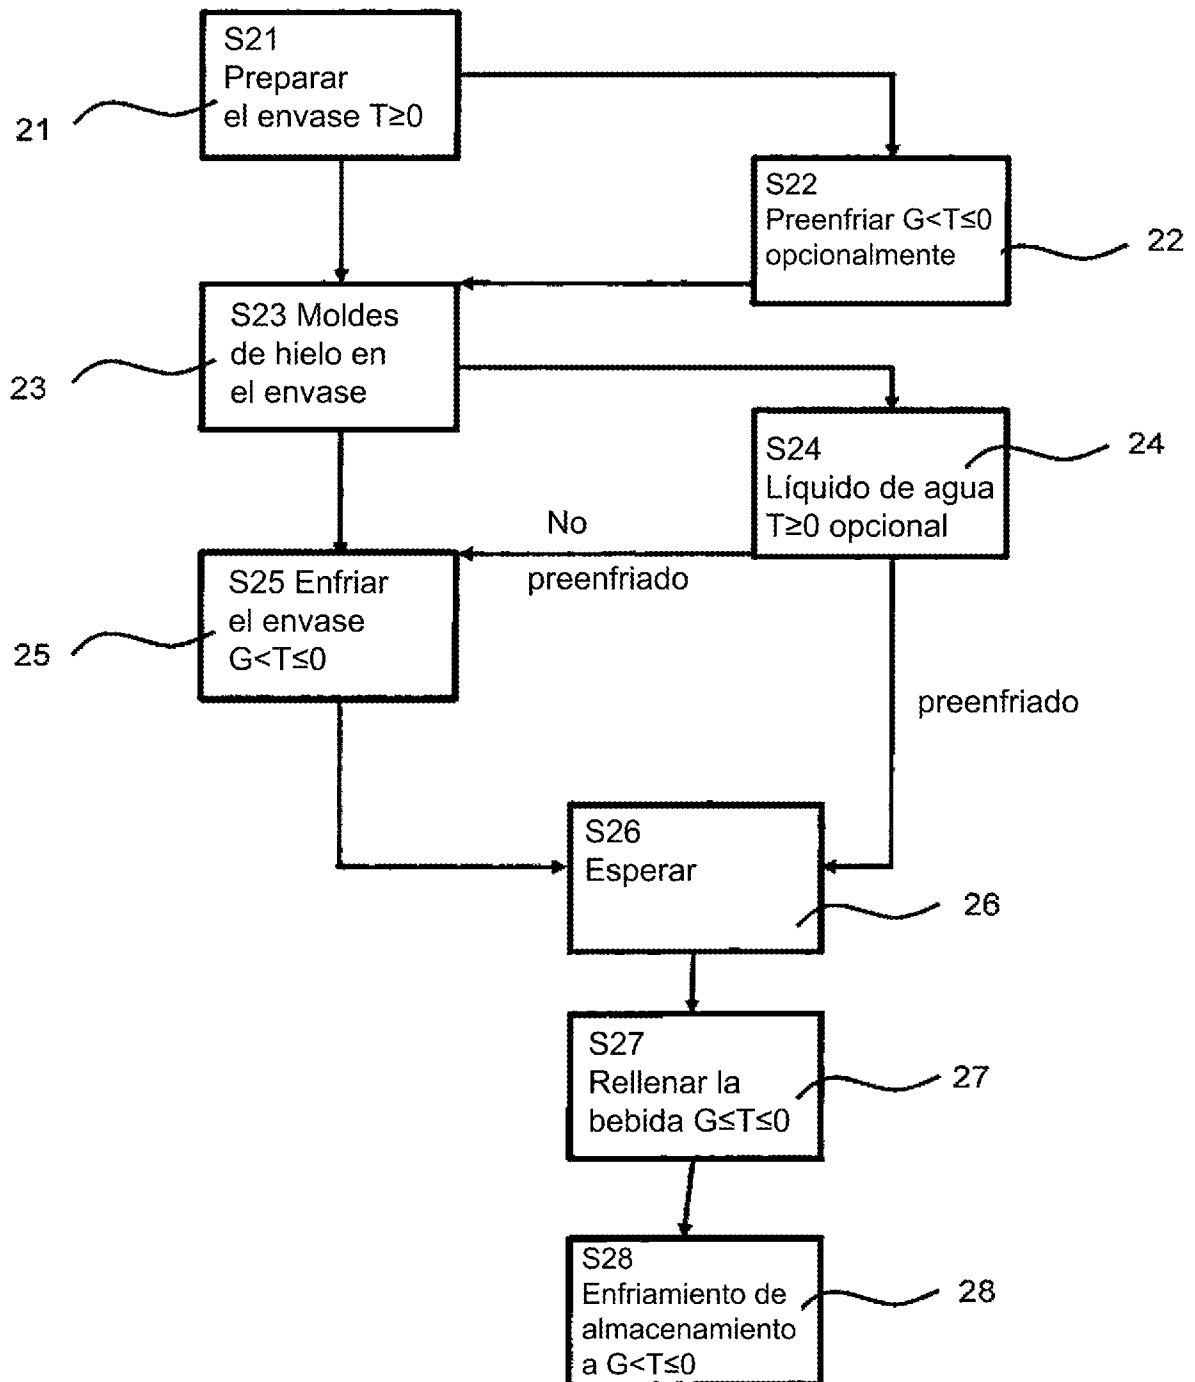 S21
Preparar
el envase T≥0
21
S22
Preenfriar G<T≤0
opcionalmente
22
S23 Moldes
de hielo en
el envase
23
S24
Líquido de agua
T≥0 opcional
24
No
preenfriado
S25 Enfriar
el envase
G<T≤0
25
preenfriado
S26
Esperar
26
S27
Rellenar la
bebida G≤T≤0
27
S28
Enfriamiento de
almacenamiento
a G<T≤0
28